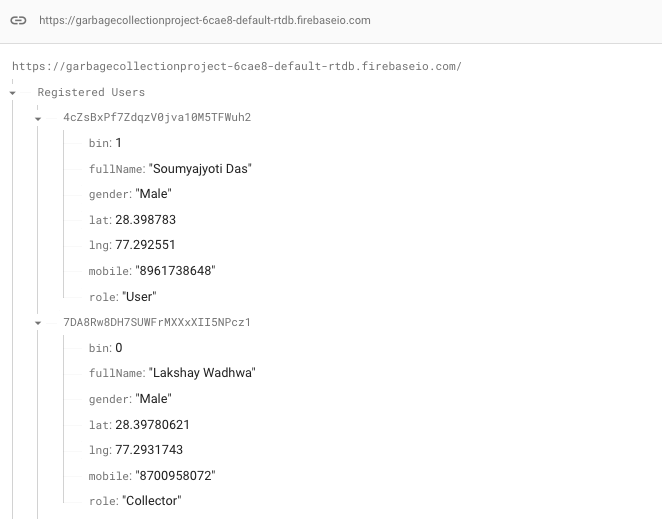 https://garbagecollectionproject-6cae8-default-rtdb.firebaseio.com
https://garbagecollectionproject-6cae8-default-rtdb.firebaseio.com/
Registered Users
4cZsBxPf7ZdqzV0jva10M5TFWuh2
bin: 1
fullName: "Soumyajyoti Das"
gender: "Male"
lat: 28.398783
lng: 77.292551
mobile: "8961738648"
role: "User"
7DA8Rw8DH7SUWFrMXXxXII5NPcz1
bin: 0
fullName: "Lakshay Wadhwa"
gender: "Male"
lat: 28.39780621
lng: 77.2931743
mobile: "8700958072"
role: "Collector"